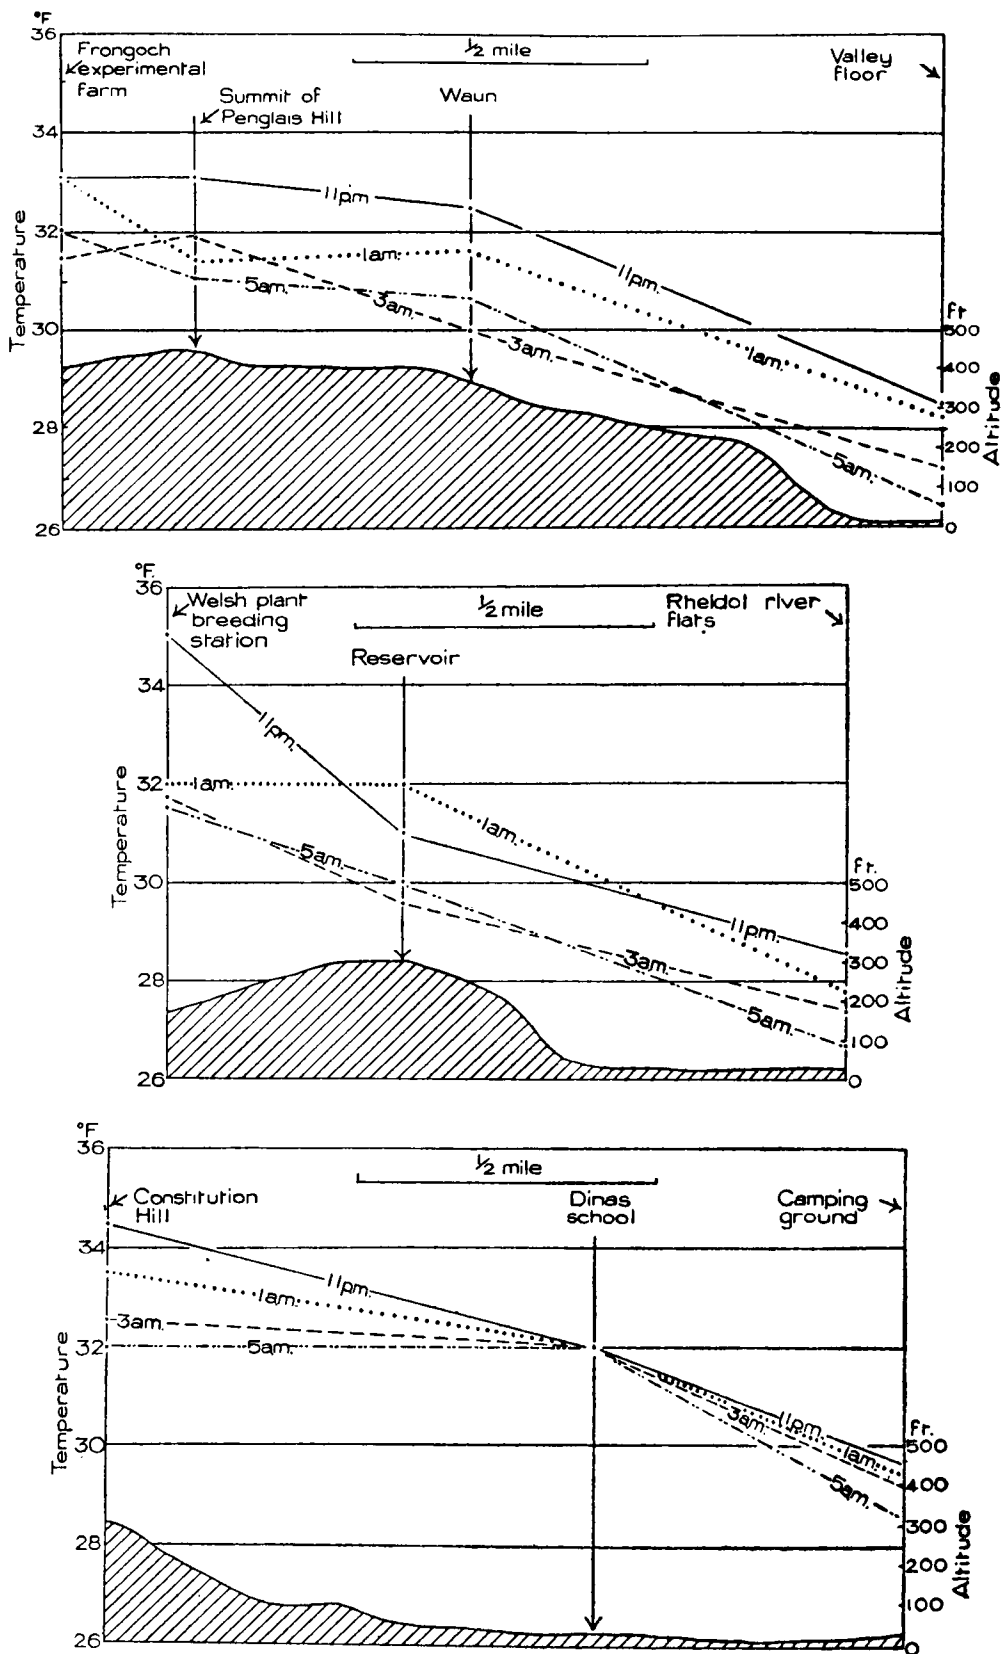 °F
36
Frongoch
experimental
farm
½ mile
Valley
floor
Summit of
Penglais Hill
Waun
34
11pm
32
1am.
11pm.
5am.
3am.
Temperature
30
3am.
1am.
ft
500
400
300
28
200
5am.
100
Altitude
26
0
°F.
36
Welsh plant
breeding
station
½ mile
Rheidol river
flats
Reservoir
34
11pm.
32
1am.
1am.
Temperature
5am.
30
ft.
500
11pm.
400
3am.
300
28
200
5am.
100
Altitude
26
0
°F
36
½ mile
Constitution
Hill
Dinas
school
Camping
ground
34
11pm.
1am.
3am.
32
5am.
Temperature
11pm.
3am.
ft.
30
500
1am.
400
5am.
300
28
200
100
Altitude
26
0